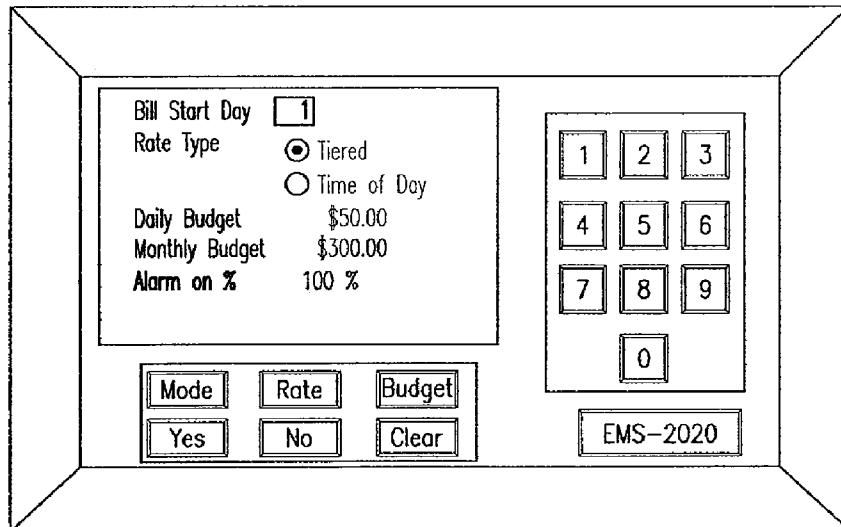 Bill Start Day 1
Rate Type
Tiered
Time of Day
Daily Budget $50.00
Monthly Budget $300.00
Alarm on % 100 %
1 2 3
4 5 6
7 8 9
0
Mode Rate Budget
Yes No Clear
EMS-2020